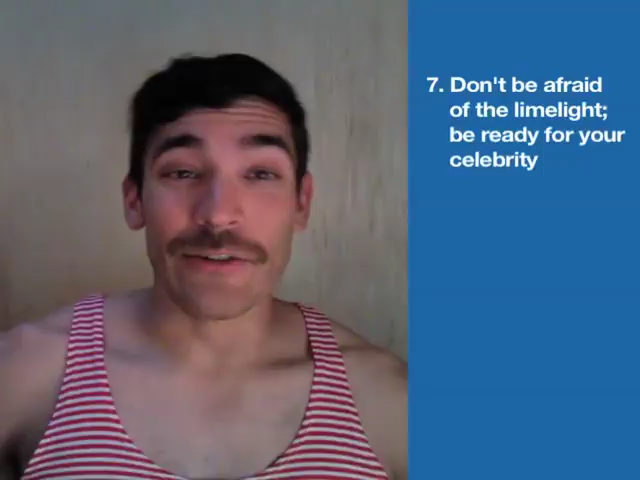 7. Don't be afraid
of the limelight;
be ready for your
celebrity